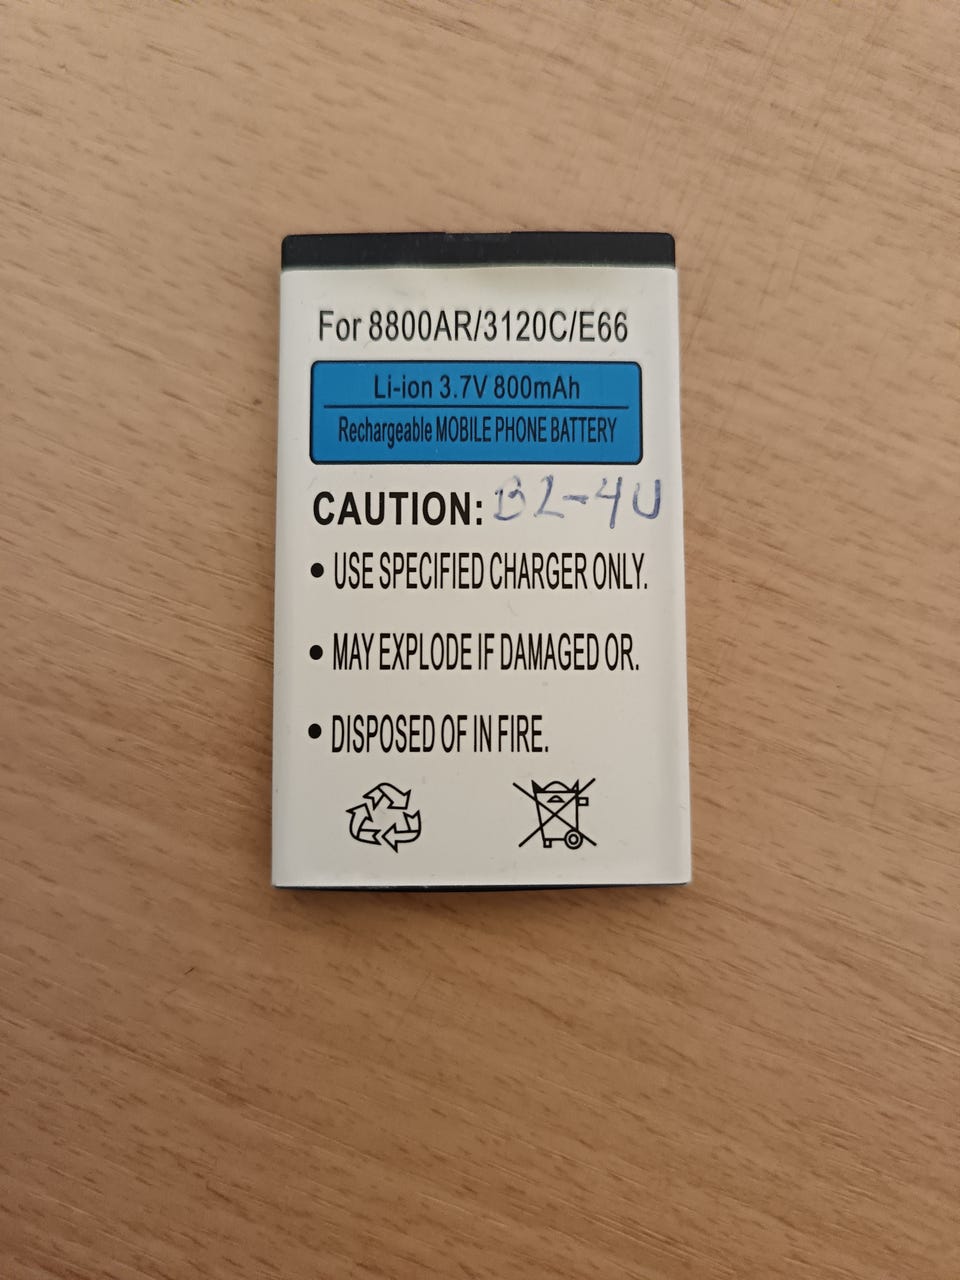 For 8800AR/3120C/E66
Li-ion 3.7V 800mAh
Rechargeable MOBILE PHONE BATTERY
CAUTION: BL-4U
• USE SPECIFIED CHARGER ONLY.
• MAY EXPLODE IF DAMAGED OR.
• DISPOSED OF IN FIRE.